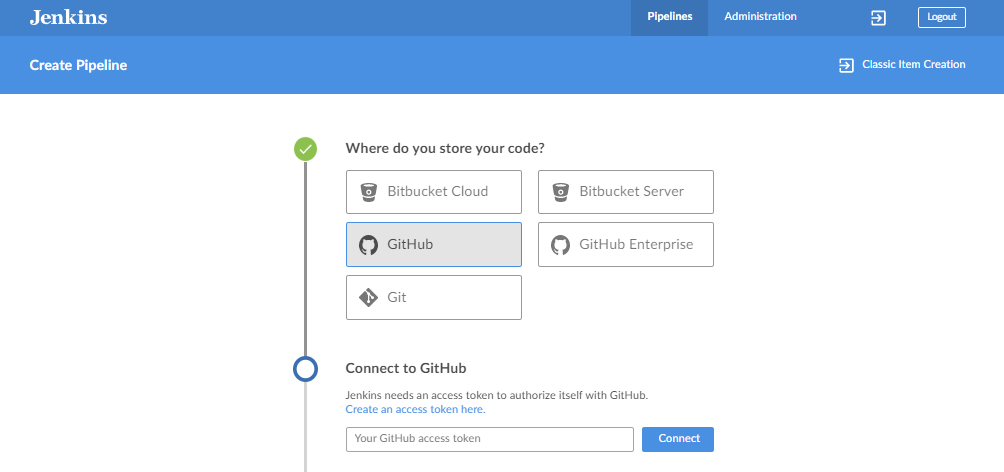 Jenkins
Pipelines
Administration
Logout
Create Pipeline
Classic Item Creation
Where do you store your code?
Bitbucket Cloud
Bitbucket Server
GitHub
GitHub Enterprise
Git
Connect to GitHub
Jenkins needs an access token to authorize itself with GitHub.
Create an access token here.
Your GitHub access token
Connect